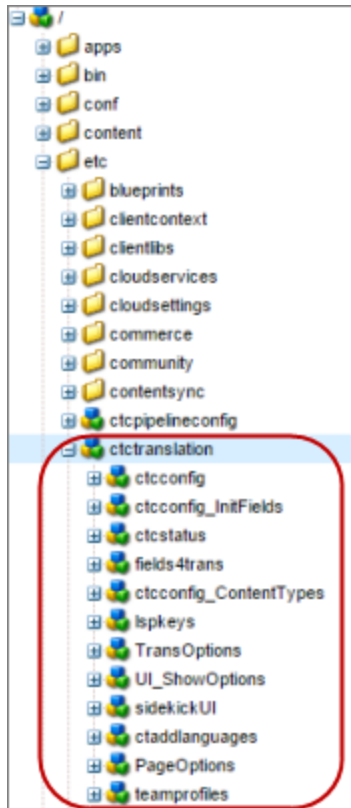 /
apps
bin
conf
content
etc
blueprints
clientcontext
clientlibs
cloudservices
cloudsettings
commerce
community
contentsync
ctcpipelineconfig
ctctranslation
ctcconfig
ctcconfig_InitFields
ctcstatus
fields4trans
ctcconfig_ContentTypes
lspkeys
TransOptions
UI_ShowOptions
sidekickUI
ctaddlanguages
PageOptions
teamprofiles